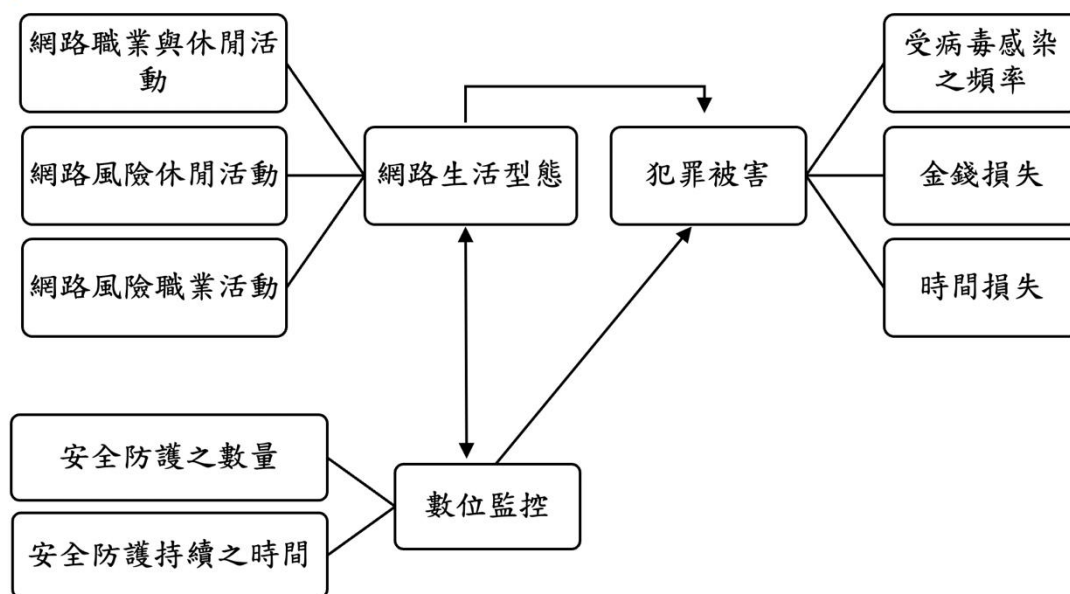 網路職業與休閒活
動
網路風險休閒活動
網路風險職業活動
網路生活型態
犯罪被害
受病毒感染
之頻率
金錢損失
時間損失
安全防護之數量
安全防護持續之時間
數位監控